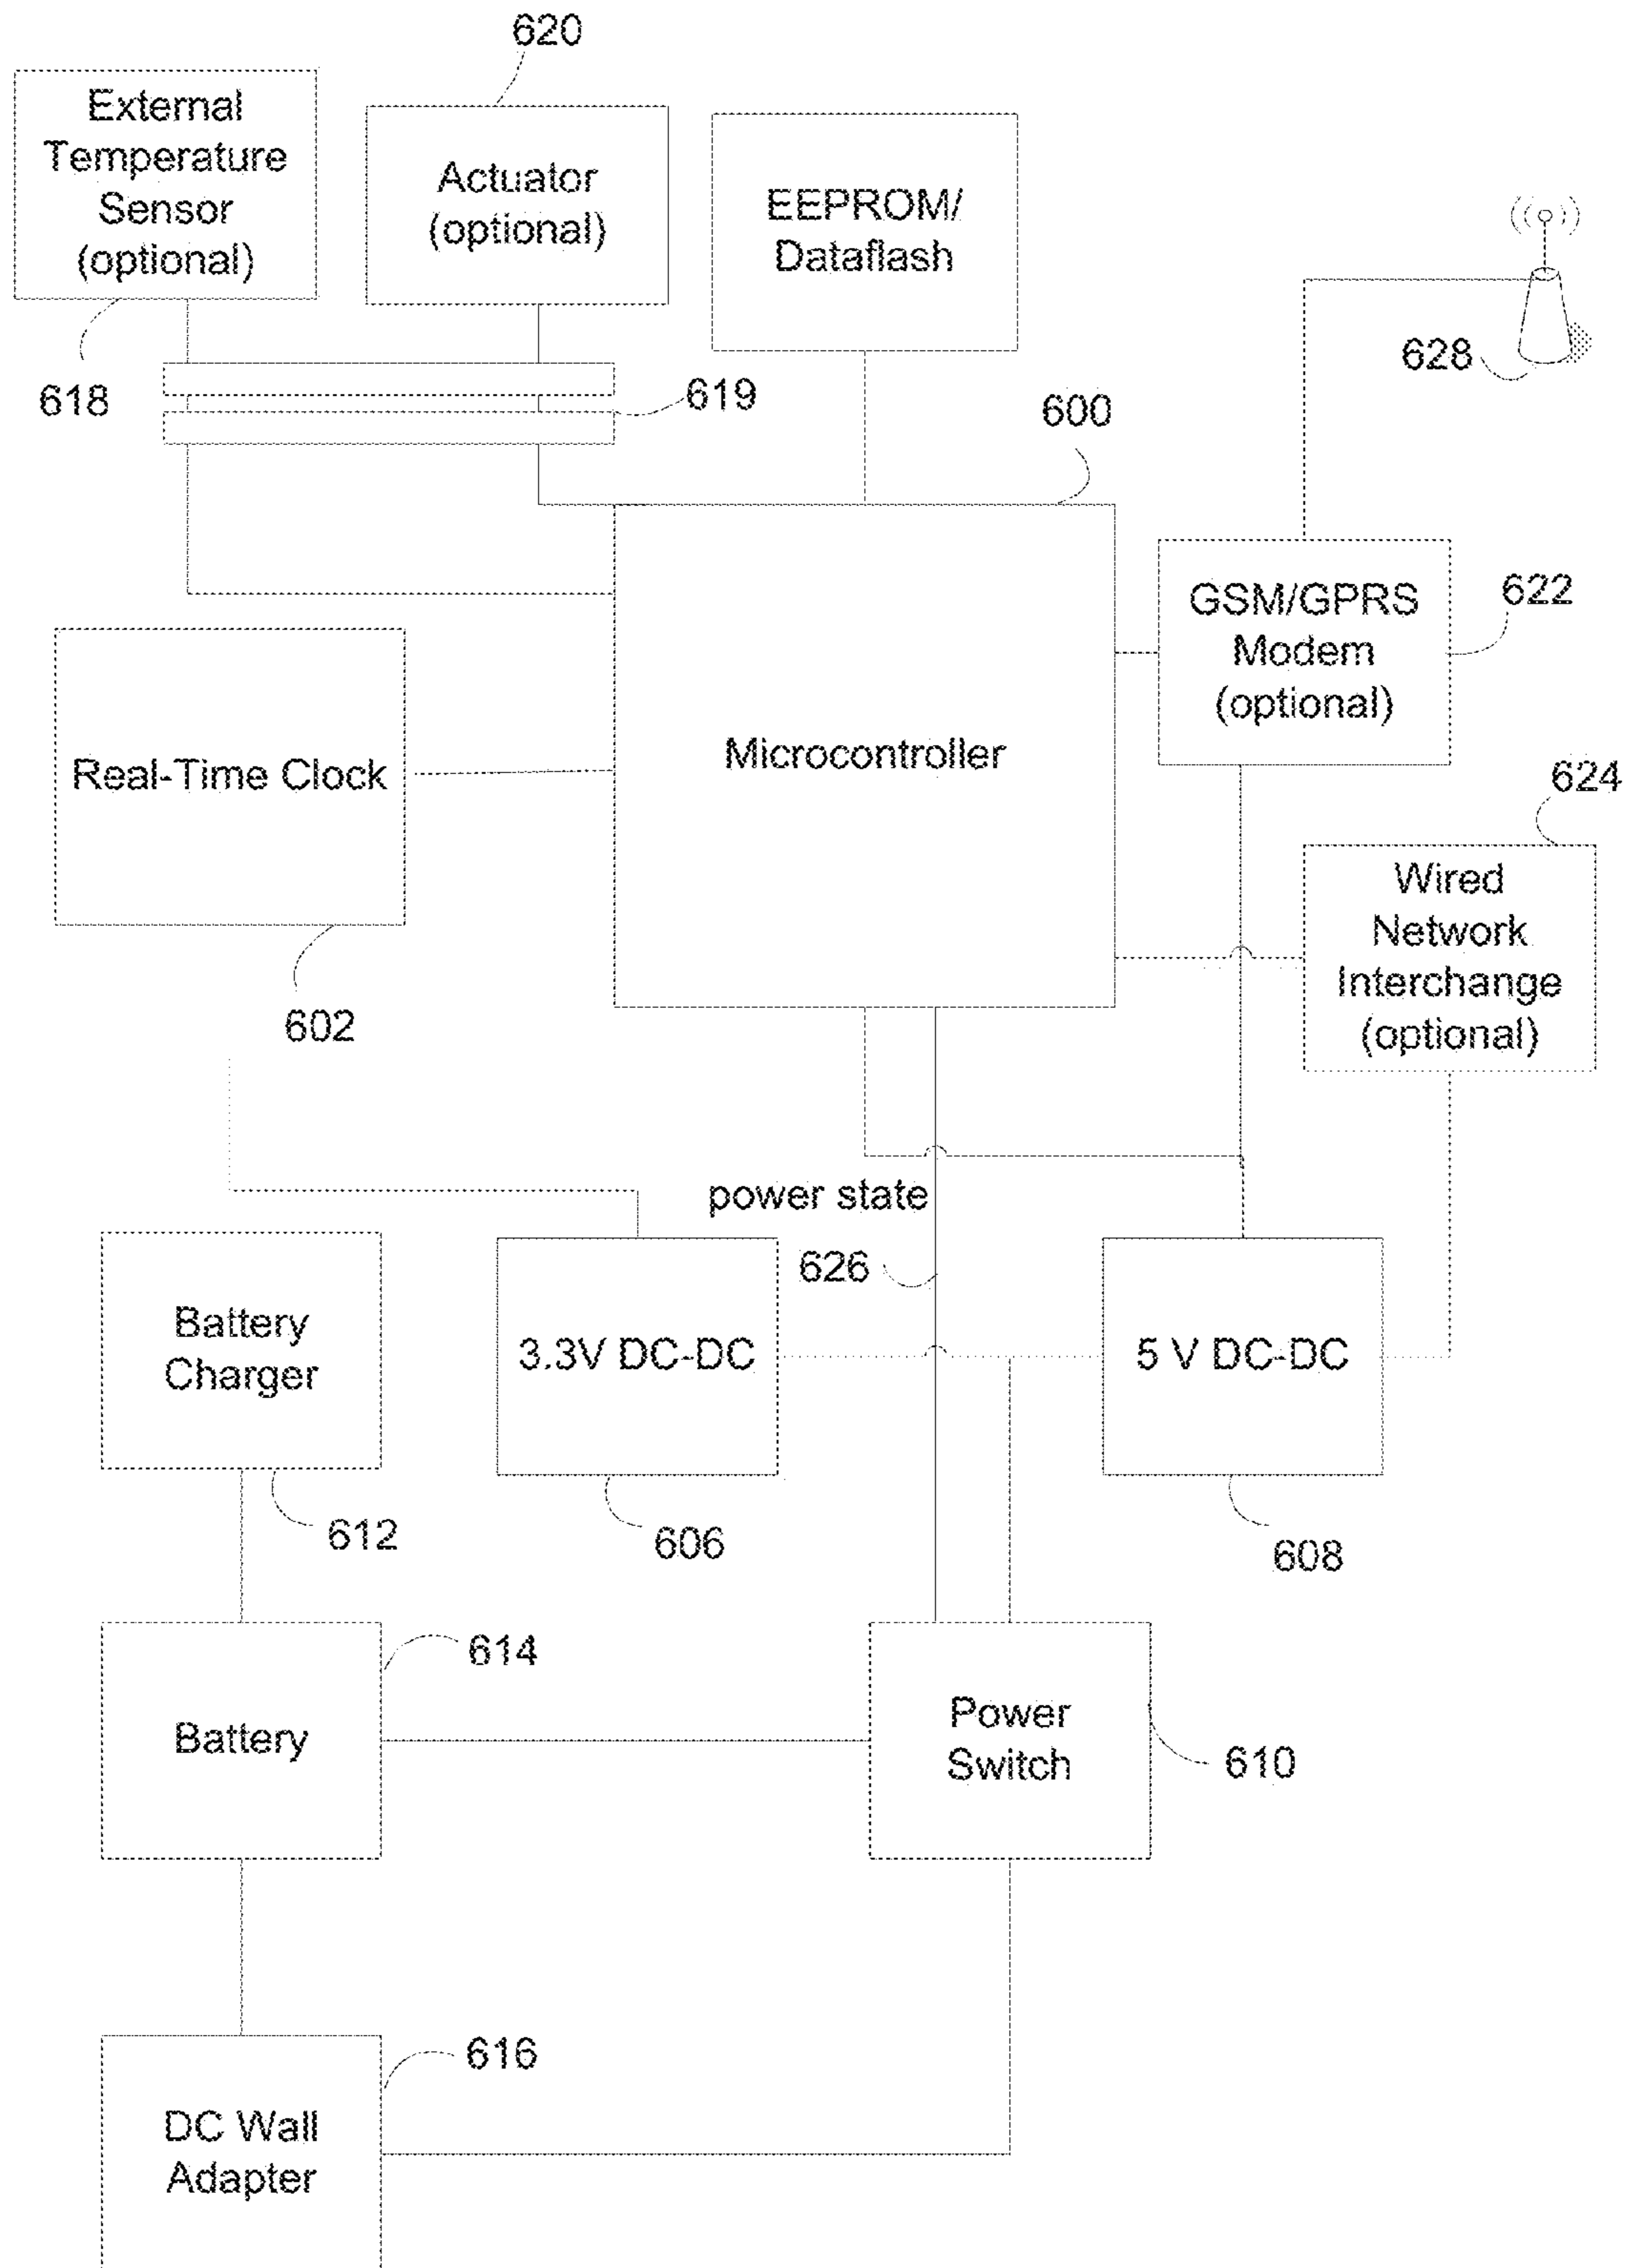 620
External
Temperature
Sensor
(optional)
Actuator
(optional)
EEPROM/
Dataflash
628
618
619
600
GSM/GPRS
Modem
(optional)
622
Real-Time Clock
Microcontroller
624
Wired
Network
Interchange
(optional)
602
power state
626
Battery
Charger
3.3V DC-DC
5 V DC-DC
612
606
608
614
Battery
Power
Switch
610
616
DC Wall
Adapter